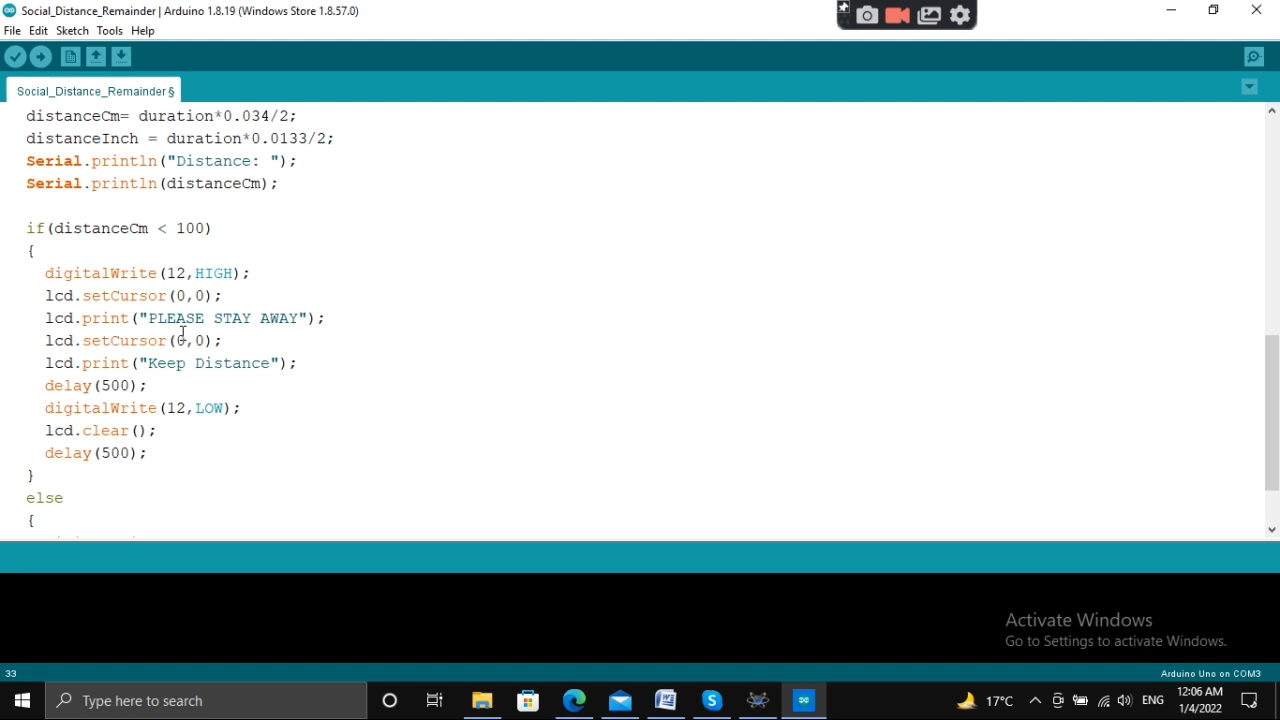 Social_Distance_Remainder | Arduino 1.8.19 (Windows Store 1.8.57.0)
File Edit Sketch Tools Help
Social_Distance_Remainder §
distanceCm= duration*0.034/2;
distanceInch = duration*0.0133/2;
Serial.println("Distance: ");
Serial.println(distanceCm);
if(distanceCm < 100)
{
digitalWrite(12,HIGH);
lcd.setCursor(0,0);
lcd.print("PLEASE STAY AWAY");
lcd.setCursor(0,0);
lcd.print("Keep Distance");
delay(500);
digitalWrite(12,LOW);
lcd.clear();
delay(500);
}
else
{
Activate Windows
Go to Settings to activate Windows.
33
Arduino Uno on COM3
Type here to search
17°C
ENG
12:06 AM
1/4/2022